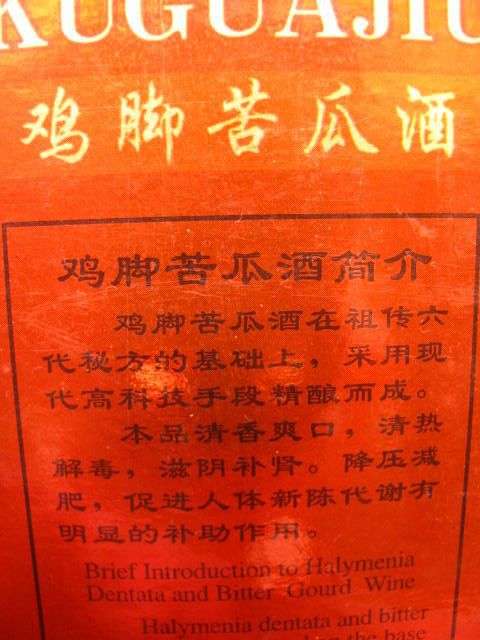 KUGUAJIU
鸡脚苦瓜酒
鸡脚苦瓜酒简介
鸡脚苦瓜酒在祖传六
代秘方的基础上，采用现
代高科技手段精酿而成。
本品清香爽口，清热
解毒，滋阴补肾。降压减
肥，促进人体新陈代谢有
明显的补助作用。
Brief Introduction to Halymenia
Dentata and Bitter Gourd Wine
Halymenia dentata and bitter
the base